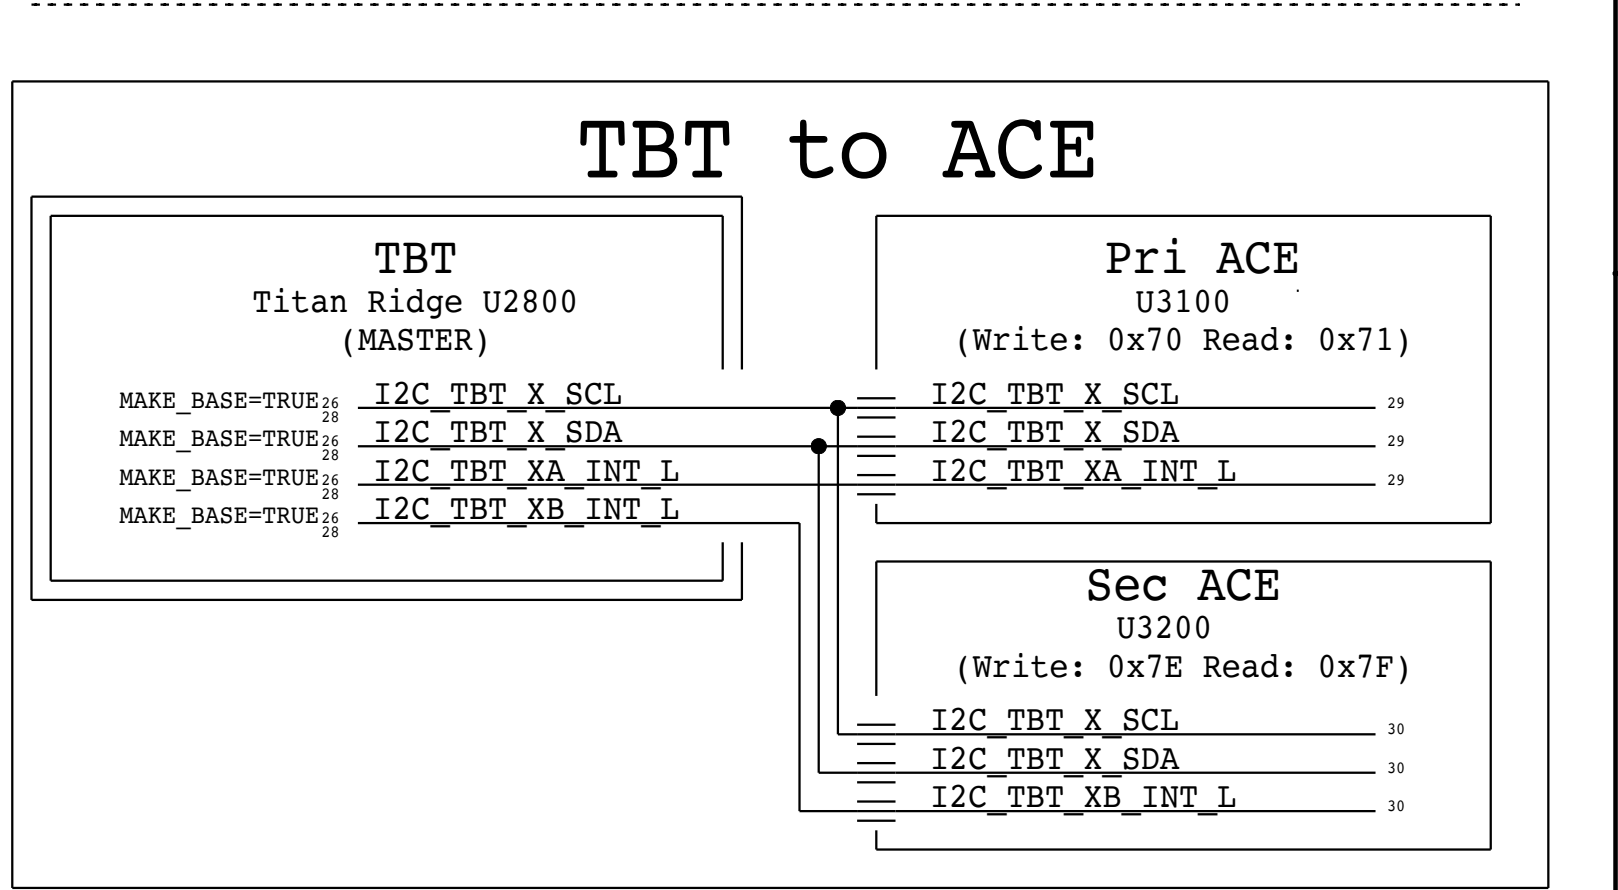 TBT to ACE
TBT
Titan Ridge U2800
(MASTER)
MAKE_BASE=TRUE 26 28 I2C_TBT_X_SCL
MAKE_BASE=TRUE 26 28 I2C_TBT_X_SDA
MAKE_BASE=TRUE 26 28 I2C_TBT_XA_INT_L
MAKE_BASE=TRUE 26 28 I2C_TBT_XB_INT_L
Pri ACE
U3100
(Write: 0x70 Read: 0x71)
I2C_TBT_X_SCL 29
I2C_TBT_X_SDA 29
I2C_TBT_XA_INT_L 29
Sec ACE
U3200
(Write: 0x7E Read: 0x7F)
I2C_TBT_X_SCL 30
I2C_TBT_X_SDA 30
I2C_TBT_XB_INT_L 30